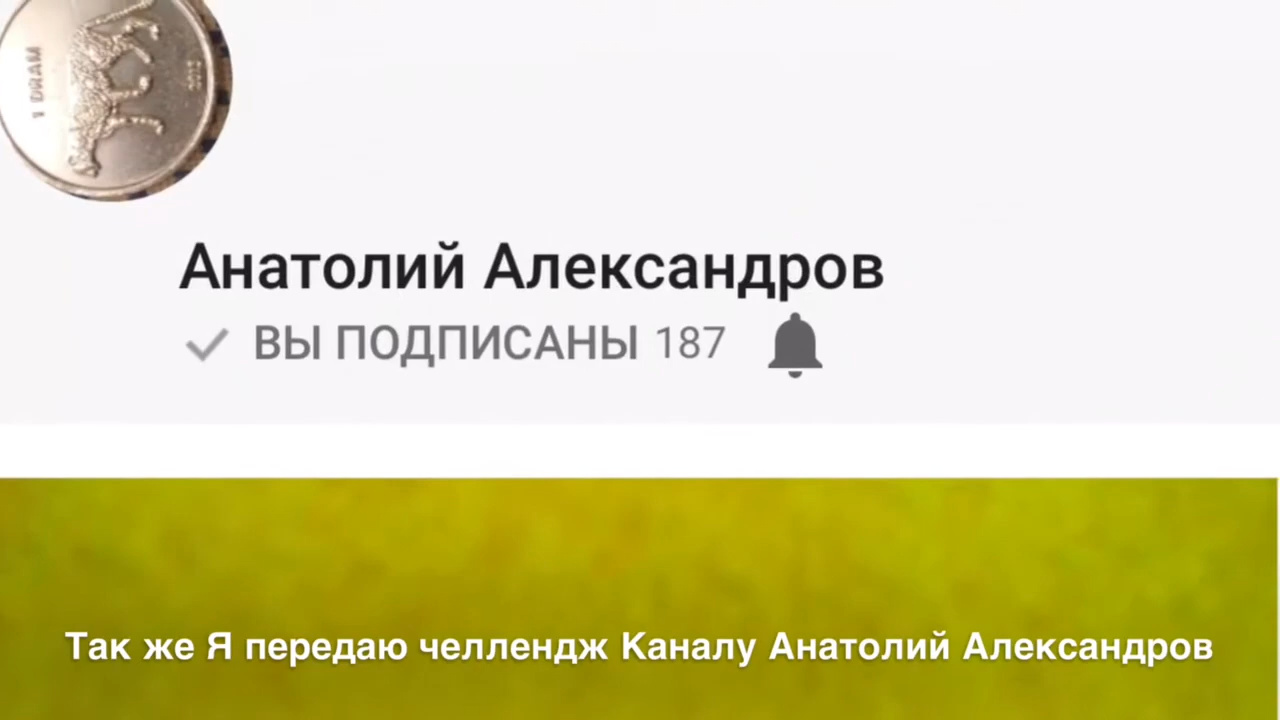 1 DRAM
Анатолий Александров
ВЫ ПОДПИСАНЫ 187
Так же Я передаю челлендж Каналу Анатолий Александров